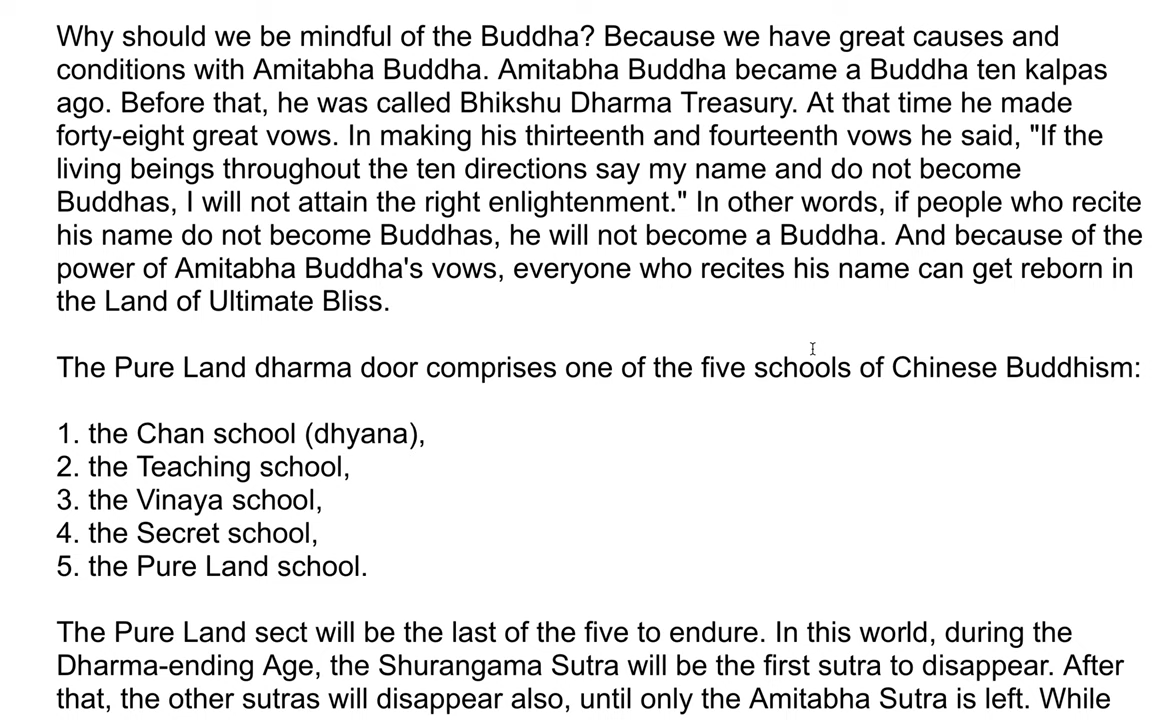 Why should we be mindful of the Buddha? Because we have great causes and
conditions with Amitabha Buddha. Amitabha Buddha became a Buddha ten kalpas
ago. Before that, he was called Bhikshu Dharma Treasury. At that time he made
forty-eight great vows. In making his thirteenth and fourteenth vows he said, "If the
living beings throughout the ten directions say my name and do not become
Buddhas, I will not attain the right enlightenment." In other words, if people who recite
his name do not become Buddhas, he will not become a Buddha. And because of the
power of Amitabha Buddha's vows, everyone who recites his name can get reborn in
the Land of Ultimate Bliss.
The Pure Land dharma door comprises one of the five schools of Chinese Buddhism:
1. the Chan school (dhyana),
2. the Teaching school,
3. the Vinaya school,
4. the Secret school,
5. the Pure Land school.
The Pure Land sect will be the last of the five to endure. In this world, during the
Dharma-ending Age, the Shurangama Sutra will be the first sutra to disappear. After
that, the other sutras will disappear also, until only the Amitabha Sutra is left. While